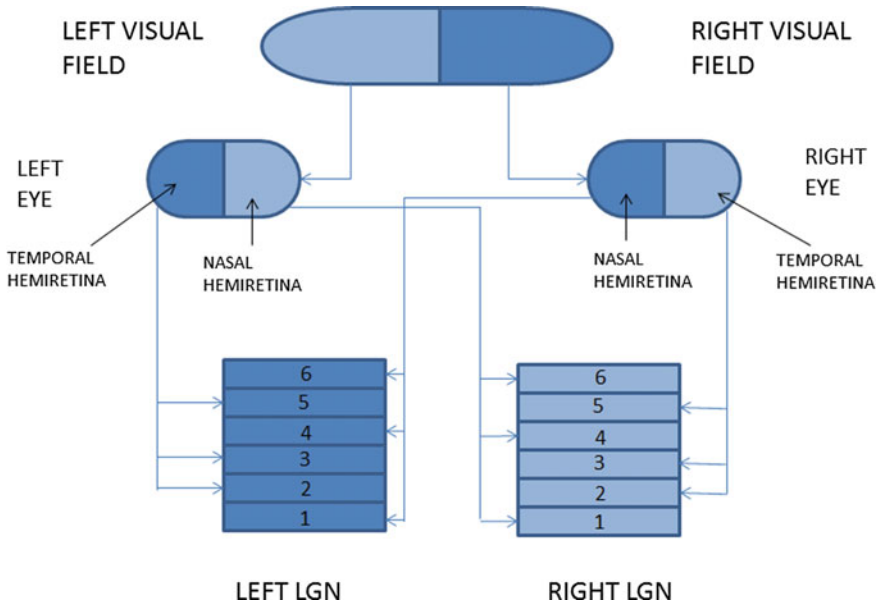 LEFT VISUAL
FIELD
RIGHT VISUAL
FIELD
LEFT
EYE
RIGHT
EYE
TEMPORAL
HEMIRETINA
NASAL
HEMIRETINA
NASAL
HEMIRETINA
TEMPORAL
HEMIRETINA
6
5
4
3
2
1
6
5
4
3
2
1
LEFT LGN
RIGHT LGN